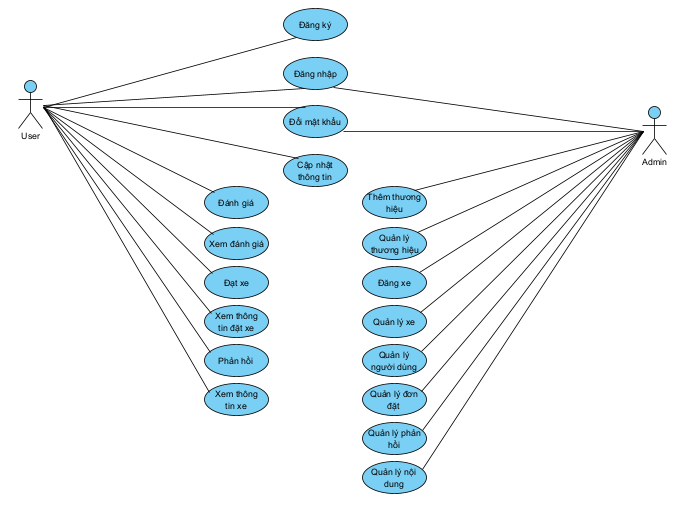 Đăng ký
Đăng nhập
Đổi mật khẩu
Cập nhật
thông tin
User
Admin
Đánh giá
Xem đánh giá
Đạt xe
Xem thông
tin đặt xe
Phản hồi
Xem thông
tin xe
Thêm thương
hiệu
Quản lý
thương hiệu
Đăng xe
Quản lý xe
Quản lý
người dùng
Quản lý đơn
đặt
Quản lý phản
hồi
Quản lý nội
dung